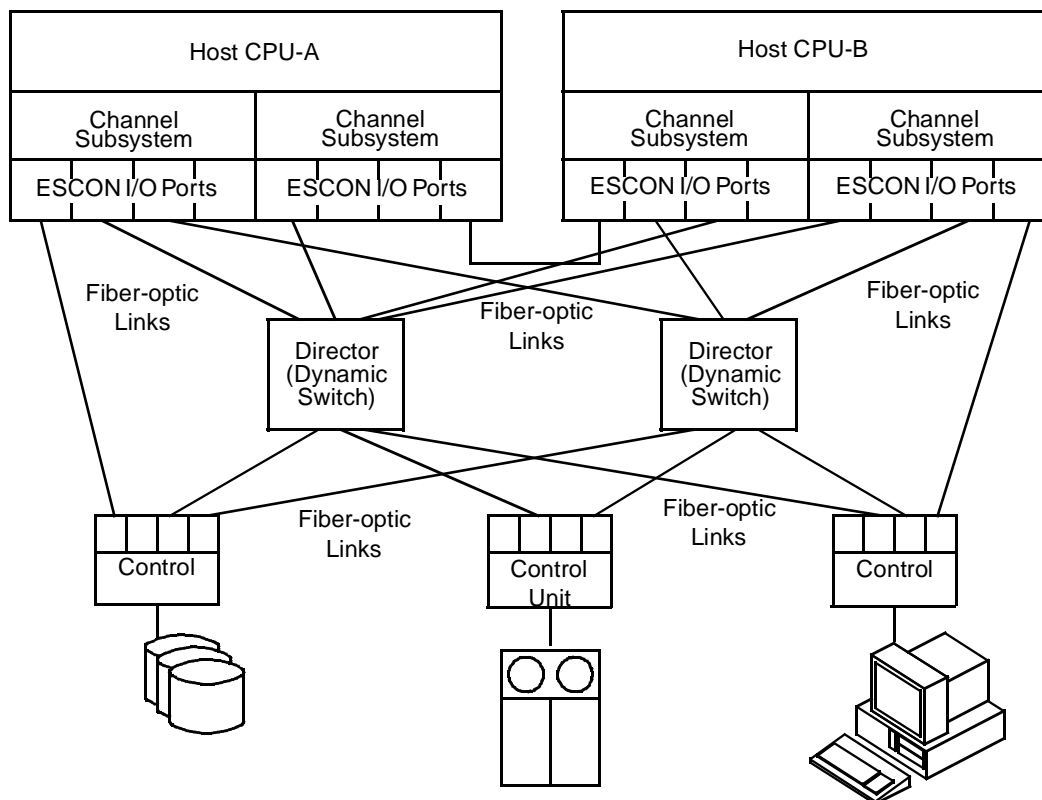 Host CPU-A
Host CPU-B
Channel
Subsystem
Channel
Subsystem
Channel
Subsystem
Channel
Subsystem
ESCON I/O Ports
ESCON I/O Ports
ESCON I/O Ports
ESCON I/O Ports
Fiber-optic
Links
Fiber-optic
Links
Fiber-optic
Links
Director
(Dynamic
Switch)
Director
(Dynamic
Switch)
Fiber-optic
Links
Fiber-optic
Links
Control
Control
Unit
Control